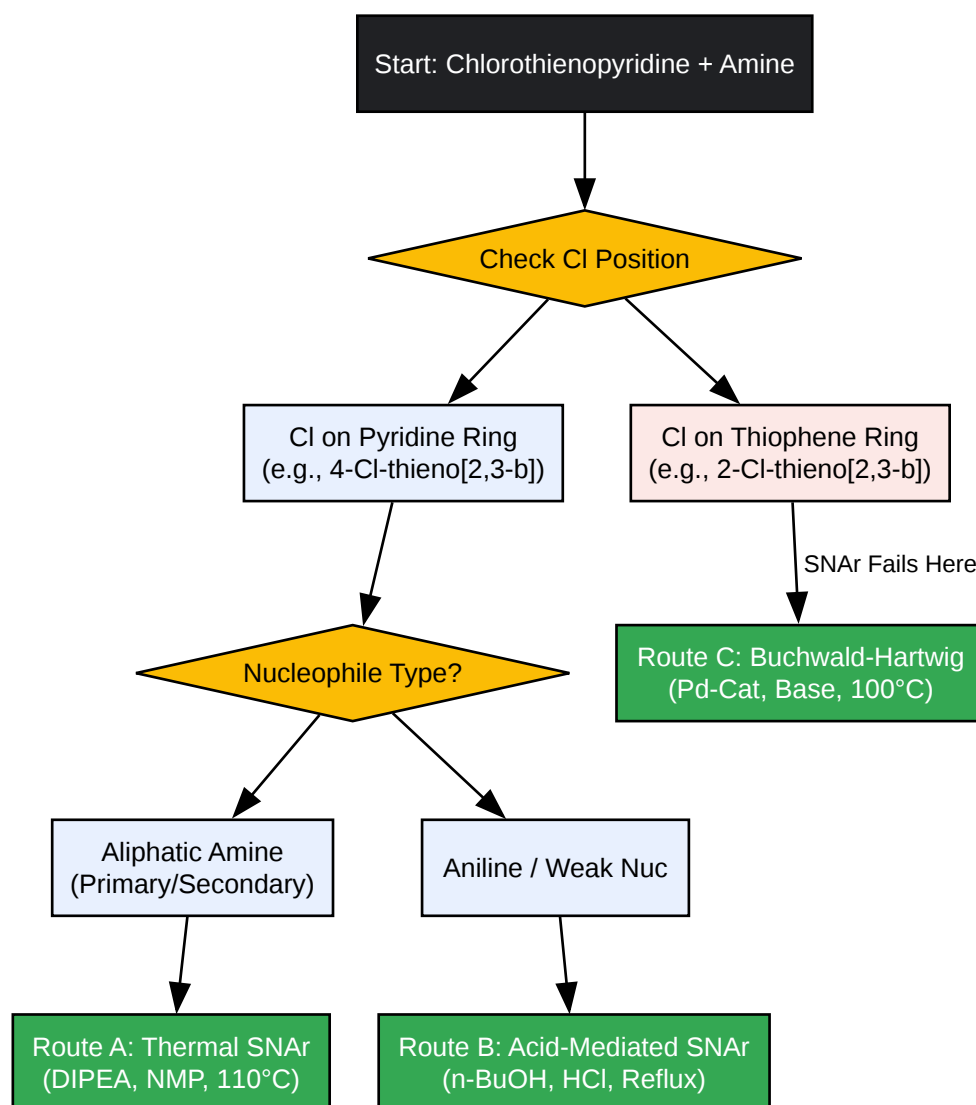 Start: Chlorothienopyridine + Amine
Check Cl Position
Cl on Pyridine Ring
(e.g., 4-Cl-thieno[2,3-b])
Cl on Thiophene Ring
(e.g., 2-Cl-thieno[2,3-b])
SNAr Fails Here
Nucleophile Type?
Route C: Buchwald-Hartwig
(Pd-Cat, Base, 100°C)
Aliphatic Amine
(Primary/Secondary)
Aniline / Weak Nuc
Route A: Thermal SNAr
(DIPEA, NMP, 110°C)
Route B: Acid-Mediated SNAr
(n-BuOH, HCl, Reflux)